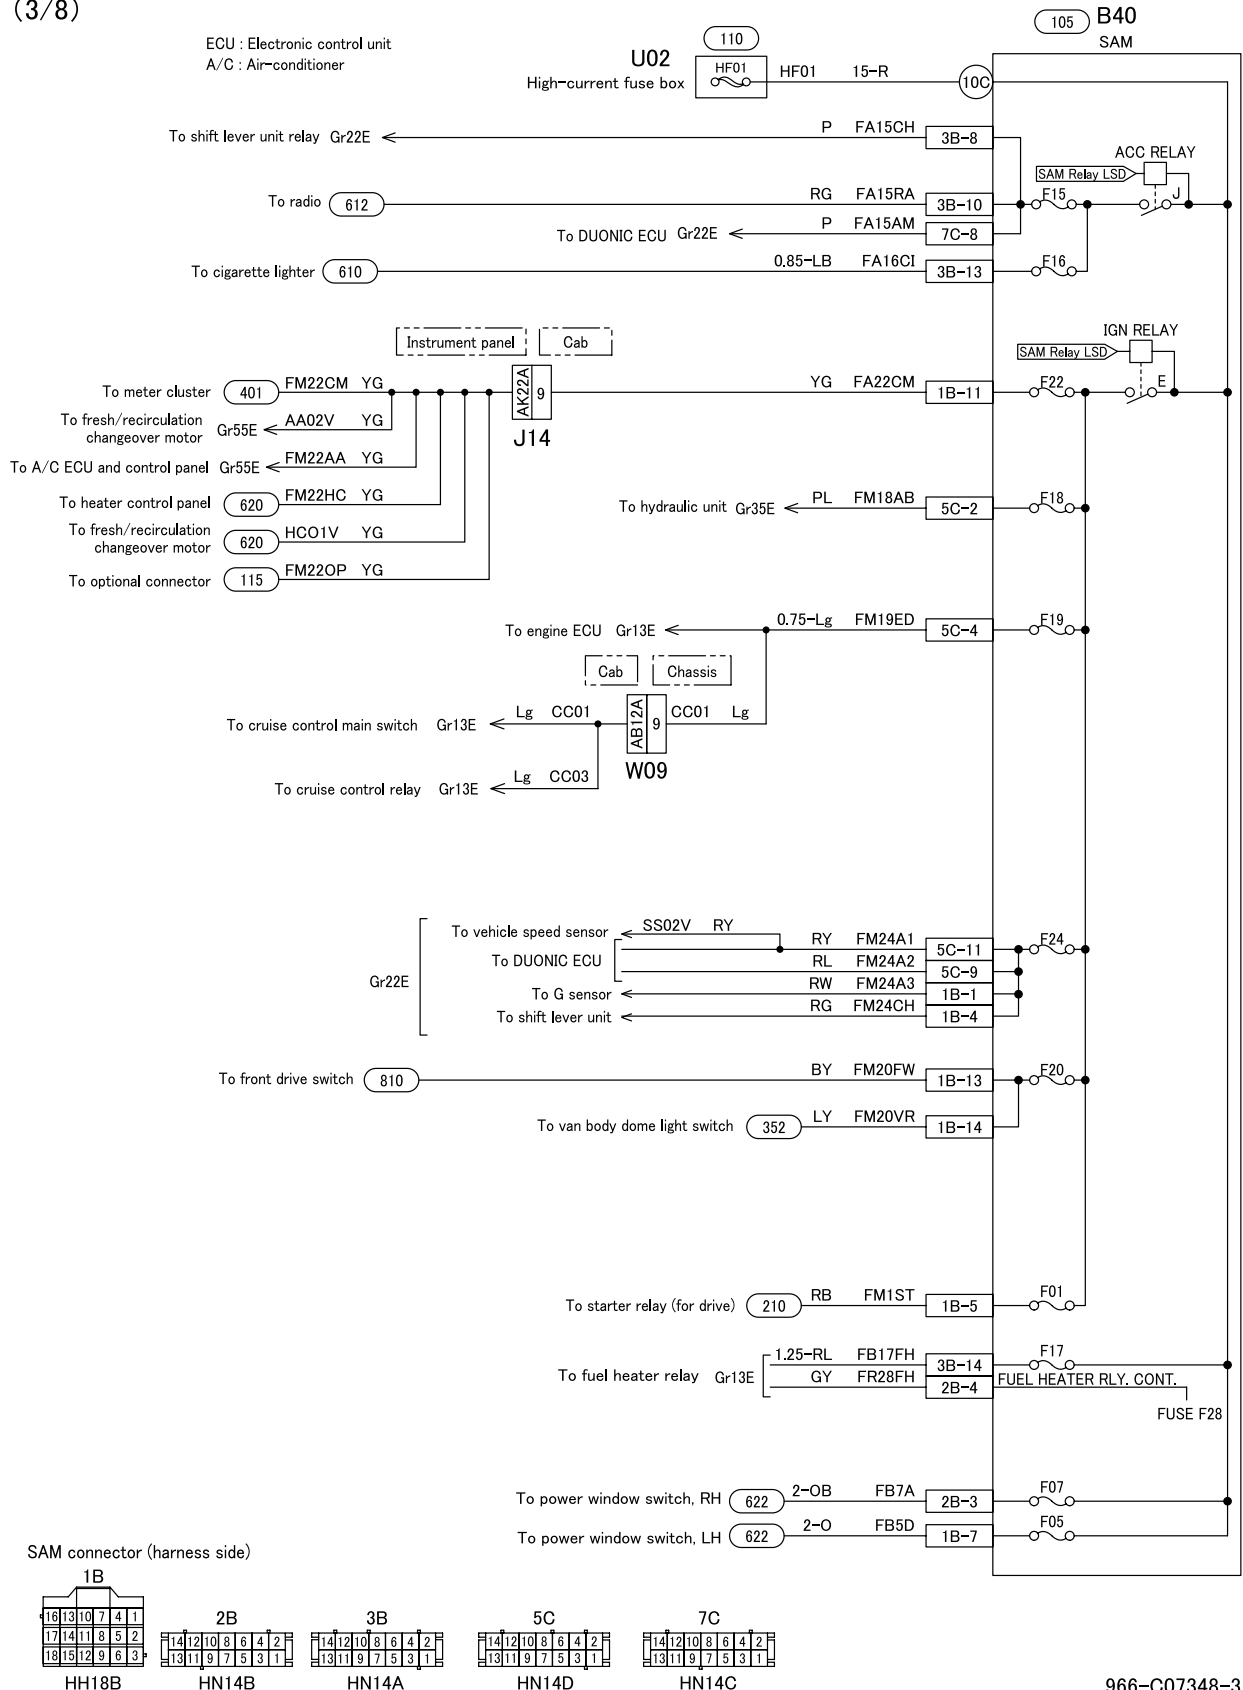 (3/8)
ECU : Electronic control unit
A/C : Air-conditioner
105 B40
SAM
110
U02
High-current fuse box
HF01
HF01 15-R
10C
To shift lever unit relay Gr22E
P FA15CH 3B-8
ACC RELAY
SAM Relay LSD
To radio 612
RG FA15RA 3B-10 F15 J
To DUONIC ECU Gr22E
P FA15AM 7C-8
To cigarette lighter 610
0.85-LB FA16CI 3B-13 F16
IGN RELAY
SAM Relay LSD
Instrument panel Cab
To meter cluster 401 FM22CM YG
AK22A 9
J14
YG FA22CM 1B-11 F22 E
To fresh/recirculation
changeover motor Gr55E AA02V YG
To A/C ECU and control panel Gr55E FM22AA YG
To heater control panel 620 FM22HC YG
To fresh/recirculation
changeover motor 620 HCO1V YG
To optional connector 115 FM22OP YG
To hydraulic unit Gr35E PL FM18AB 5C-2 F18
To engine ECU Gr13E 0.75-Lg FM19ED 5C-4 F19
Cab Chassis
To cruise control main switch Gr13E Lg CC01 AB12A 9 CC01 Lg
W09
To cruise control relay Gr13E Lg CC03
Gr22E
To vehicle speed sensor SS02V RY
To DUONIC ECU
RY FM24A1 5C-11 F24
RL FM24A2 5C-9
To G sensor RW FM24A3 1B-1
To shift lever unit RG FM24CH 1B-4
To front drive switch 810 BY FM20FW 1B-13 F20
To van body dome light switch 352 LY FM20VR 1B-14
To starter relay (for drive) 210 RB FM1ST 1B-5 F01
To fuel heater relay Gr13E
1.25-RL FB17FH 3B-14 F17
GY FR28FH 2B-4 FUEL HEATER RLY. CONT.
FUSE F28
To power window switch, RH 622 2-OB FB7A 2B-3 F07
To power window switch, LH 622 2-O FB5D 1B-7 F05
SAM connector (harness side)
1B
16 13 10 7 4 1
17 14 11 8 5 2
18 15 12 9 6 3
HH18B
2B
14 12 10 8 6 4 2
13 11 9 7 5 3 1
HN14B
3B
14 12 10 8 6 4 2
13 11 9 7 5 3 1
HN14A
5C
14 12 10 8 6 4 2
13 11 9 7 5 3 1
HN14D
7C
14 12 10 8 6 4 2
13 11 9 7 5 3 1
HN14C
966-C07348-3